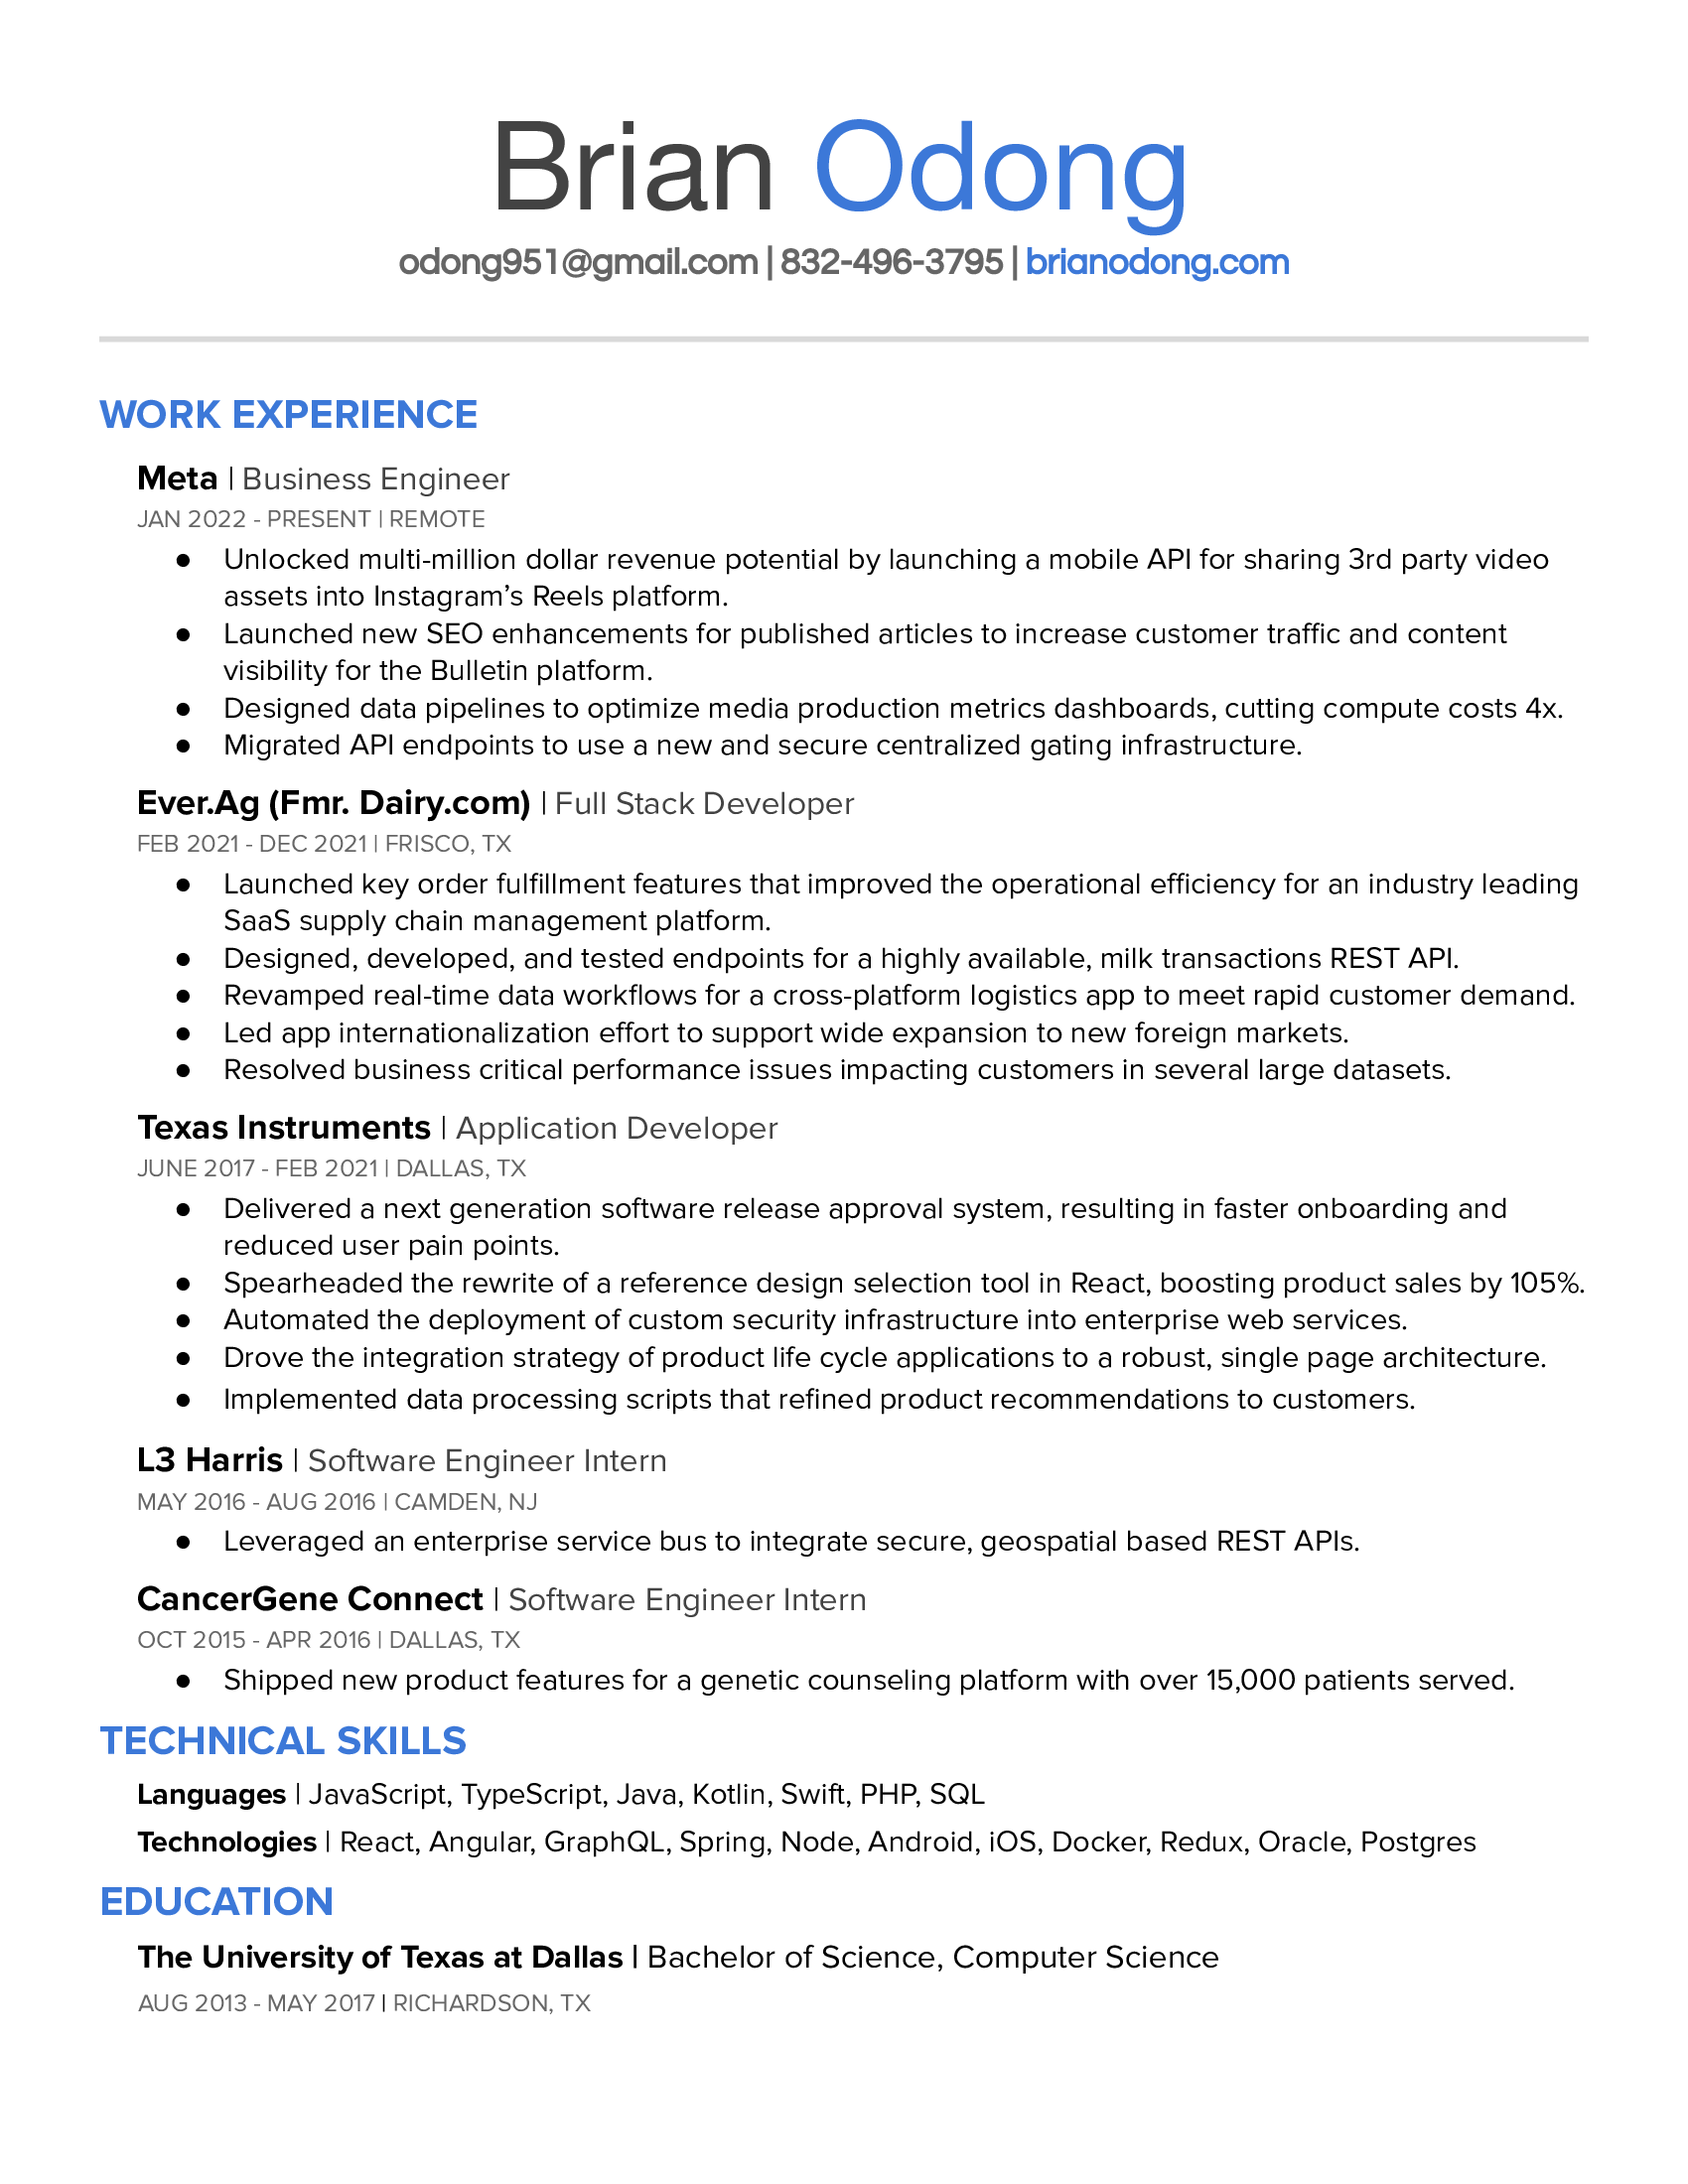 Brian Odong
odong951@gmail.com | 832-496-3795 | brianodong.com
WORK EXPERIENCE
Meta | Business Engineer
JAN 2022 - PRESENT | REMOTE
● Unlocked multi-million dollar revenue potential by launching a mobile API for sharing 3rd party video
assets into Instagram’s Reels platform.
● Launched new SEO enhancements for published articles to increase customer traffic and content
visibility for the Bulletin platform.
● Designed data pipelines to optimize media production metrics dashboards, cutting compute costs 4x.
● Migrated API endpoints to use a new and secure centralized gating infrastructure.
Ever.Ag (Fmr. Dairy.com) | Full Stack Developer
FEB 2021 - DEC 2021 | FRISCO, TX
● Launched key order fulfillment features that improved the operational efficiency for an industry leading
SaaS supply chain management platform.
● Designed, developed, and tested endpoints for a highly available, milk transactions REST API.
● Revamped real-time data workflows for a cross-platform logistics app to meet rapid customer demand.
● Led app internationalization effort to support wide expansion to new foreign markets.
● Resolved business critical performance issues impacting customers in several large datasets.
Texas Instruments | Application Developer
JUNE 2017 - FEB 2021 | DALLAS, TX
● Delivered a next generation software release approval system, resulting in faster onboarding and
reduced user pain points.
● Spearheaded the rewrite of a reference design selection tool in React, boosting product sales by 105%.
● Automated the deployment of custom security infrastructure into enterprise web services.
● Drove the integration strategy of product life cycle applications to a robust, single page architecture.
● Implemented data processing scripts that refined product recommendations to customers.
L3 Harris | Software Engineer Intern
MAY 2016 - AUG 2016 | CAMDEN, NJ
● Leveraged an enterprise service bus to integrate secure, geospatial based REST APIs.
CancerGene Connect | Software Engineer Intern
OCT 2015 - APR 2016 | DALLAS, TX
● Shipped new product features for a genetic counseling platform with over 15,000 patients served.
TECHNICAL SKILLS
Languages | JavaScript, TypeScript, Java, Kotlin, Swift, PHP, SQL
Technologies | React, Angular, GraphQL, Spring, Node, Android, iOS, Docker, Redux, Oracle, Postgres
EDUCATION
The University of Texas at Dallas | Bachelor of Science, Computer Science
AUG 2013 - MAY 2017 | RICHARDSON, TX